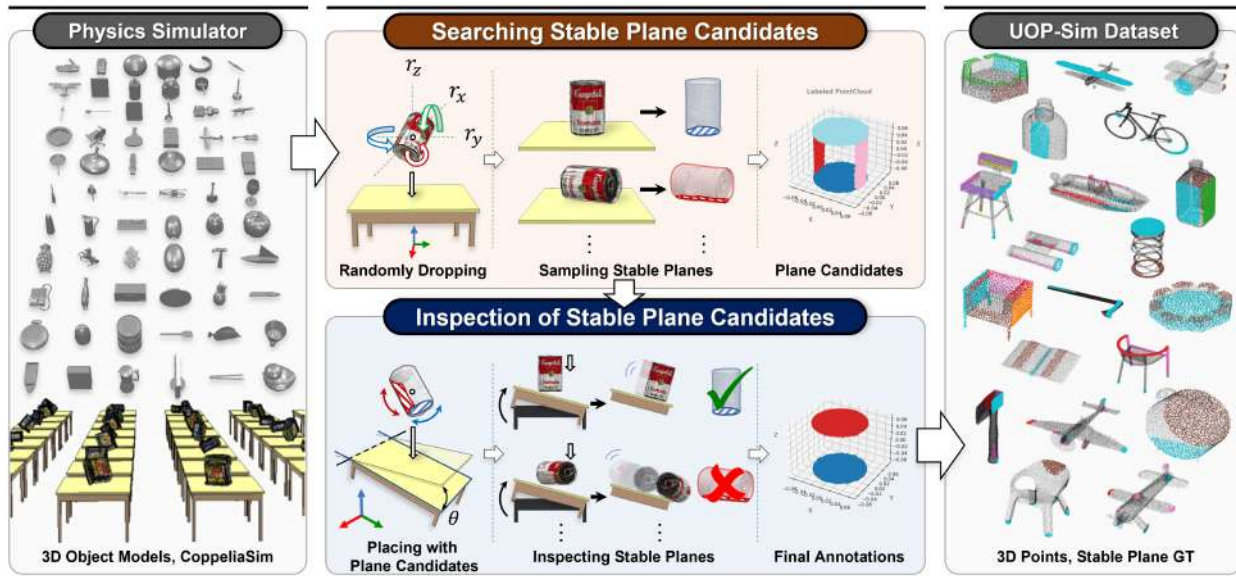 Physics Simulator
3D Object Models, CoppeliaSim
Searching Stable Plane Candidates
r_z
r_x
r_y
Randomly Dropping
Campbell's
Tomato
Sampling Stable Planes
Labeled PointCloud
Plane Candidates
Inspection of Stable Plane Candidates
θ
Placing with
Plane Candidates
Inspecting Stable Planes
Final Annotations
UOP-Sim Dataset
3D Points, Stable Plane GT